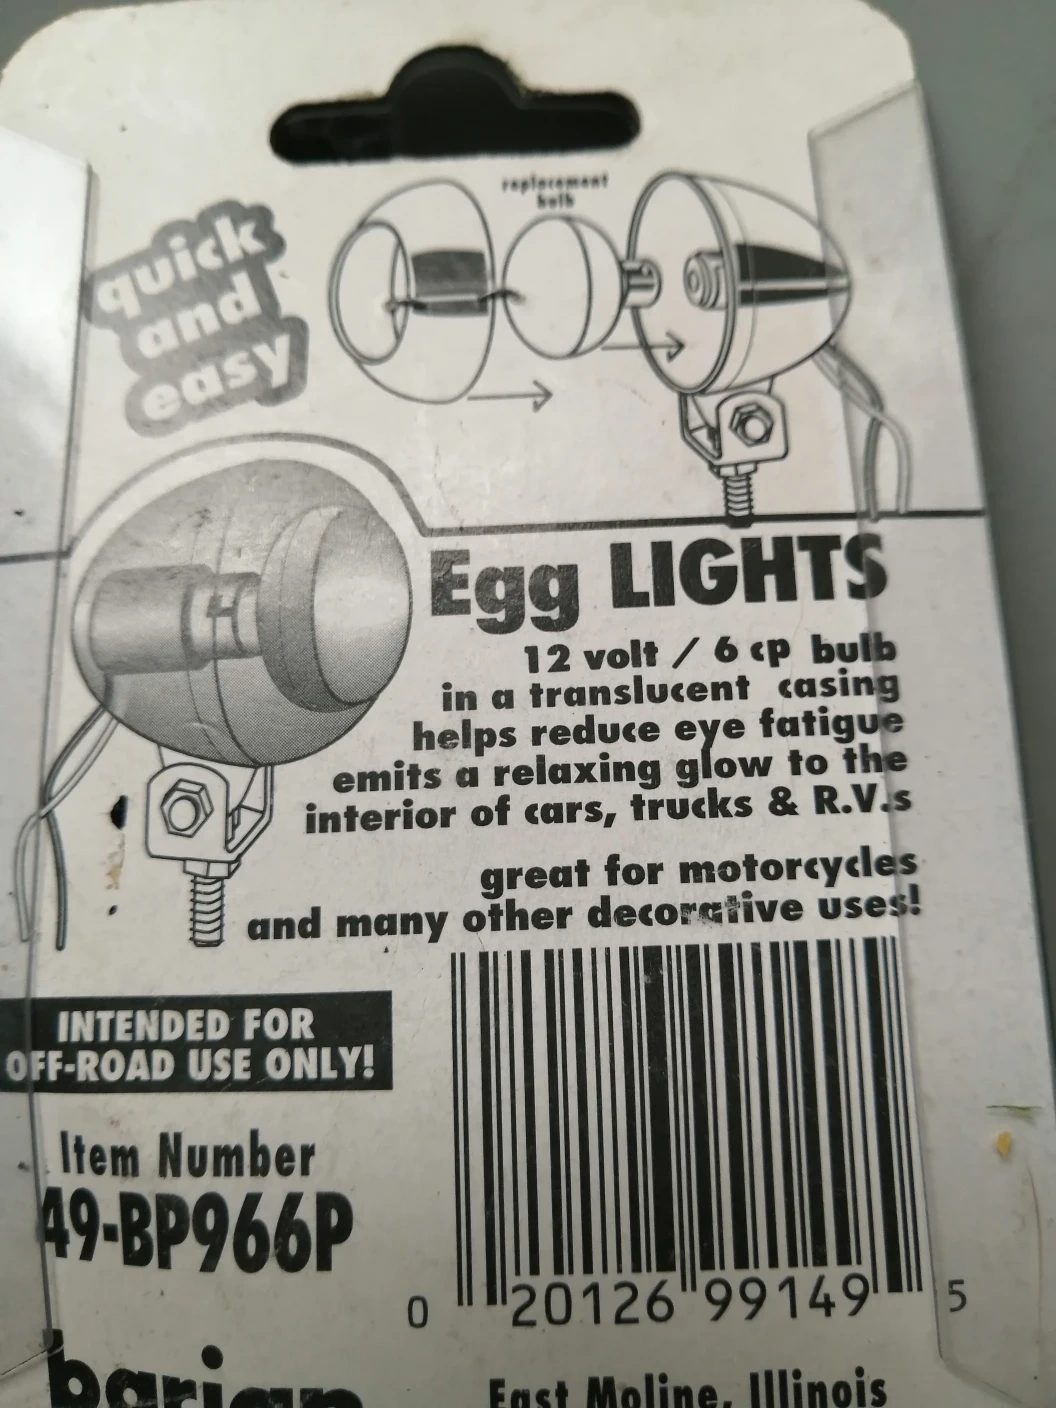 replacement
bulb
quick
and
easy
Egg LIGHTS
12 volt / 6 cp bulb
in a translucent casing
helps reduce eye fatigue
emits a relaxing glow to the
interior of cars, trucks & R.V.s
great for motorcycles
and many other decorative uses!
INTENDED FOR
OFF-ROAD USE ONLY!
Item Number
49-BP966P
0 20126 99149 5
East Moline, Illinois